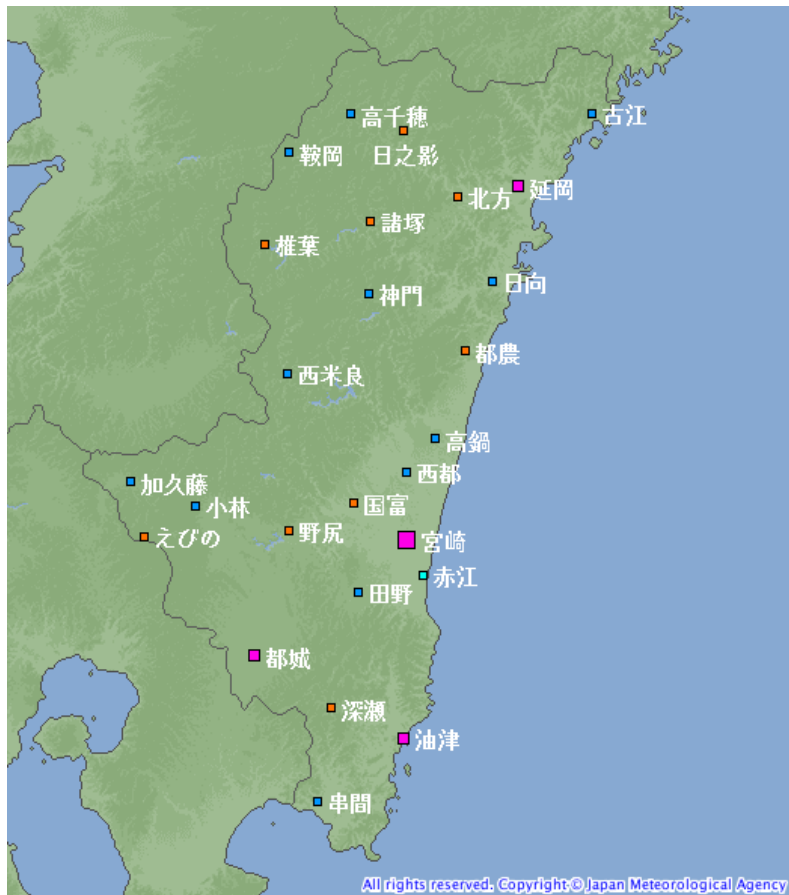 高千穂
古江
日之影
鞍岡
延岡
北方
諸塚
椎葉
日向
神門
都農
西米良
高鍋
西都
加久藤
国富
小林
野尻
えびの
宮崎
赤江
田野
都城
深瀬
油津
串間
All rights reserved. Copyright © Japan Meteorological Agency